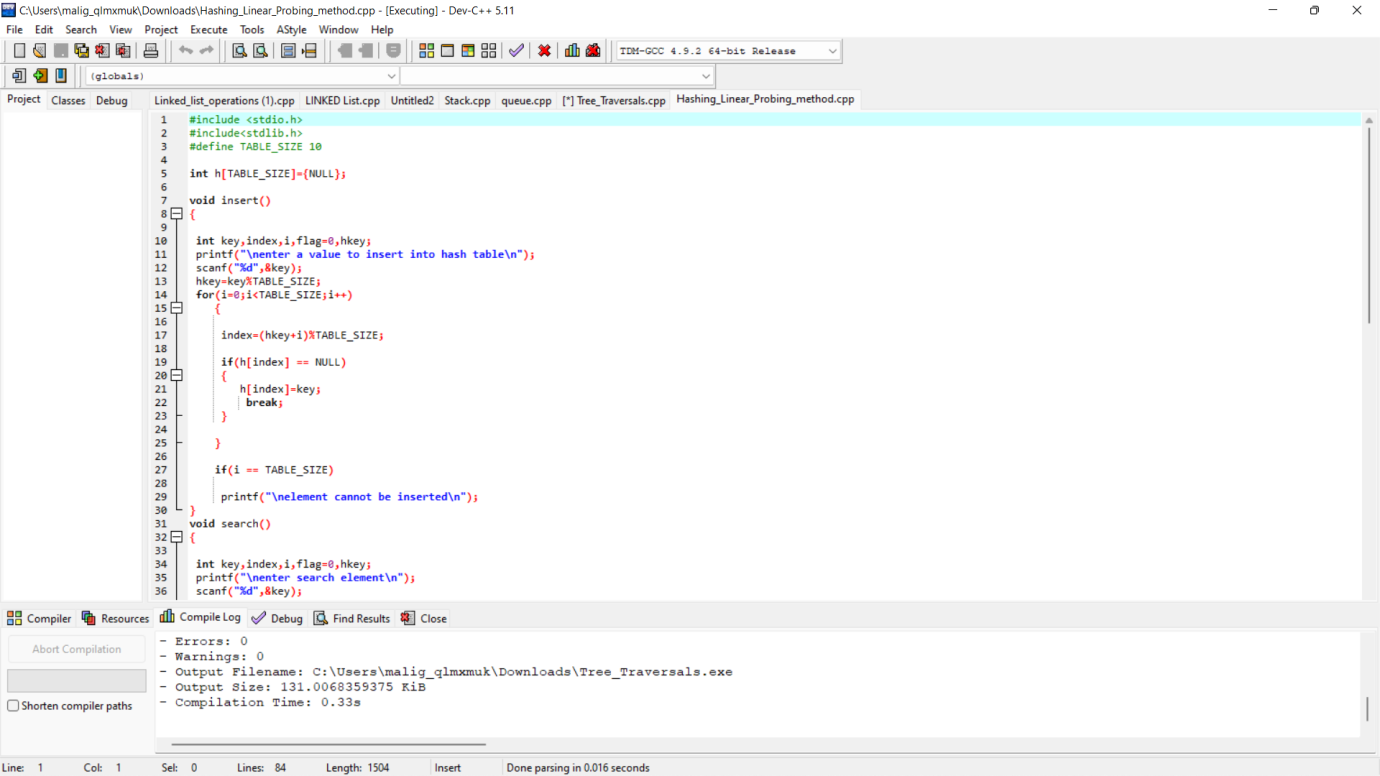 C:\Users\malig_qlmxmuk\Downloads\Hashing_Linear_Probing_method.cpp - [Executing] - Dev-C++ 5.11
File Edit Search View Project Execute Tools AStyle Window Help
TDM-GCC 4.9.2 64-bit Release
(globals)
Project Classes Debug Linked_list_operations (1).cpp LINKED List.cpp Untitled2 Stack.cpp queue.cpp [*] Tree_Traversals.cpp Hashing_Linear_Probing_method.cpp
1 #include <stdio.h>
2 #include<stdlib.h>
3 #define TABLE_SIZE 10
4
5 int h[TABLE_SIZE]={NULL};
6
7 void insert()
8 {
9
10 int key,index,i,flag=0,hkey;
11 printf("\nenter a value to insert into hash table\n");
12 scanf("%d",&key);
13 hkey=key%TABLE_SIZE;
14 for(i=0;i<TABLE_SIZE;i++)
15 {
16
17 index=(hkey+i)%TABLE_SIZE;
18
19 if(h[index] == NULL)
20 {
21 h[index]=key;
22 break;
23 }
24
25 }
26
27 if(i == TABLE_SIZE)
28
29 printf("\nelement cannot be inserted\n");
30 }
31 void search()
32 {
33
34 int key,index,i,flag=0,hkey;
35 printf("\nenter search element\n");
36 scanf("%d",&key);
Compiler Resources Compile Log Debug Find Results Close
Abort Compilation
Shorten compiler paths
- Errors: 0
- Warnings: 0
- Output Filename: C:\Users\malig_qlmxmuk\Downloads\Tree_Traversals.exe
- Output Size: 131.0068359375 KiB
- Compilation Time: 0.33s
Line: 1 Col: 1 Sel: 0 Lines: 84 Length: 1504 Insert Done parsing in 0.016 seconds